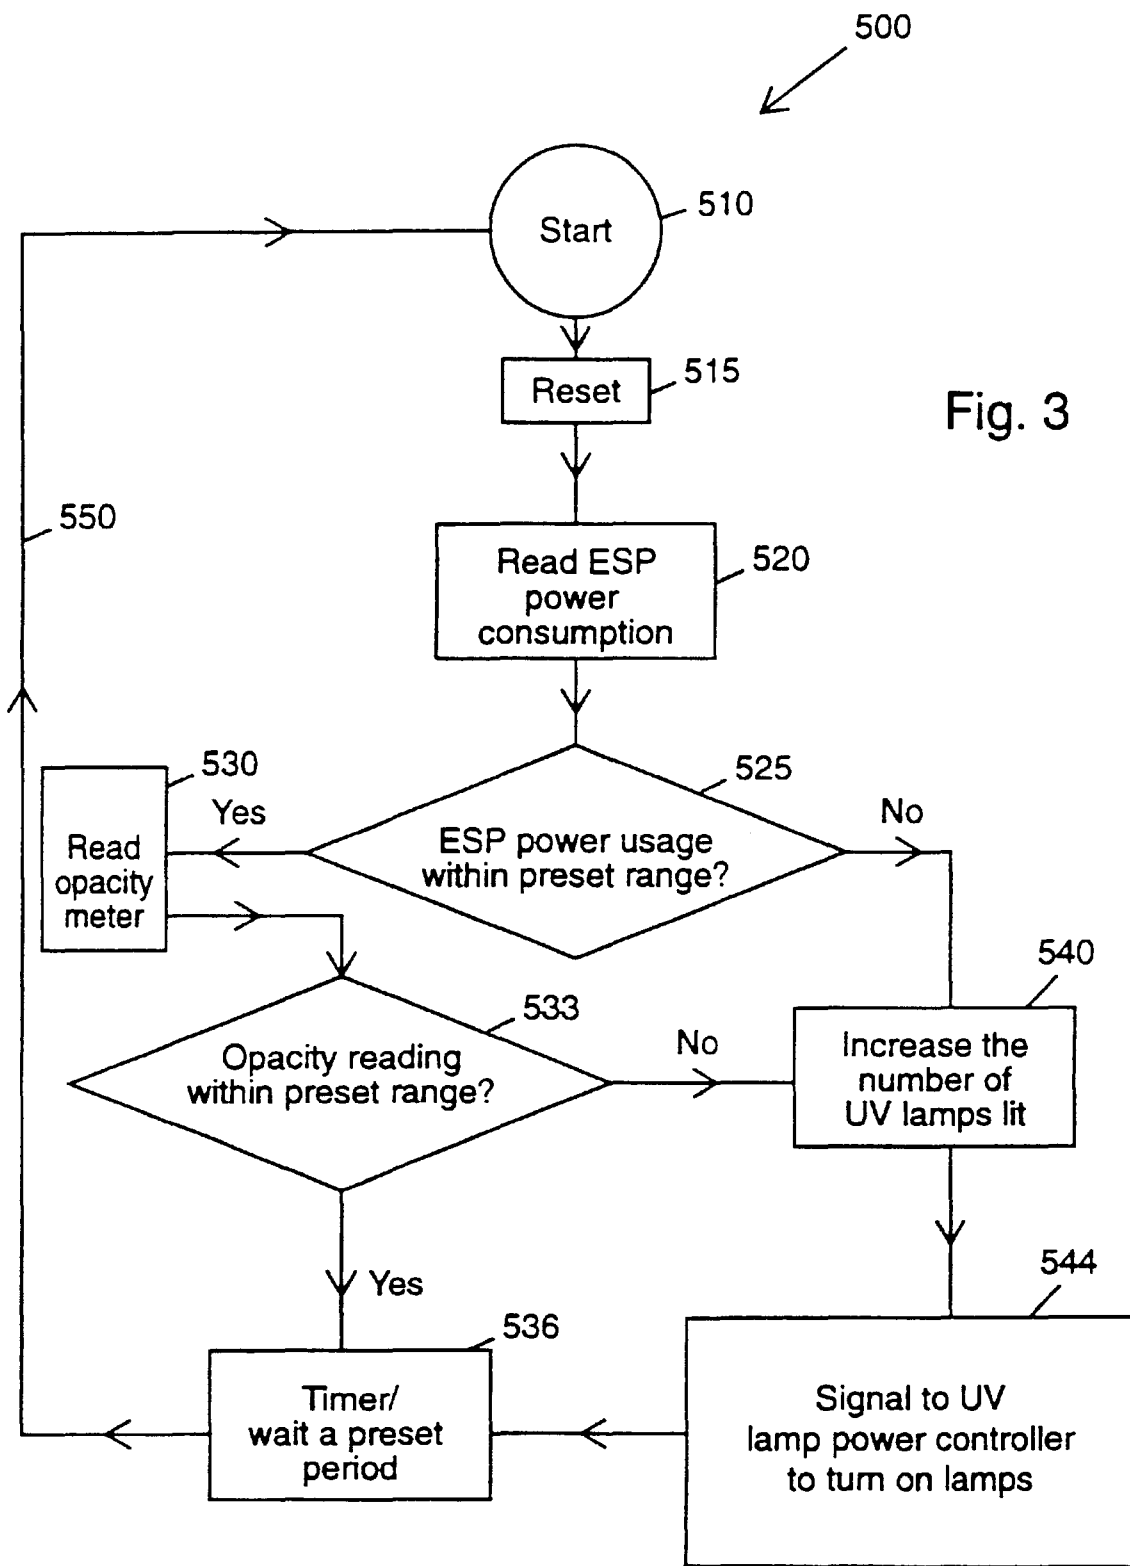 500
Start
510
Reset
515
Fig. 3
550
Read ESP
power
consumption
520
530
Yes
525
No
Read
opacity
meter
ESP power usage
within preset range?
540
533
Opacity reading
within preset range?
No
Increase the
number of
UV lamps lit
544
Yes
536
Timer/
wait a preset
period
Signal to UV
lamp power controller
to turn on lamps